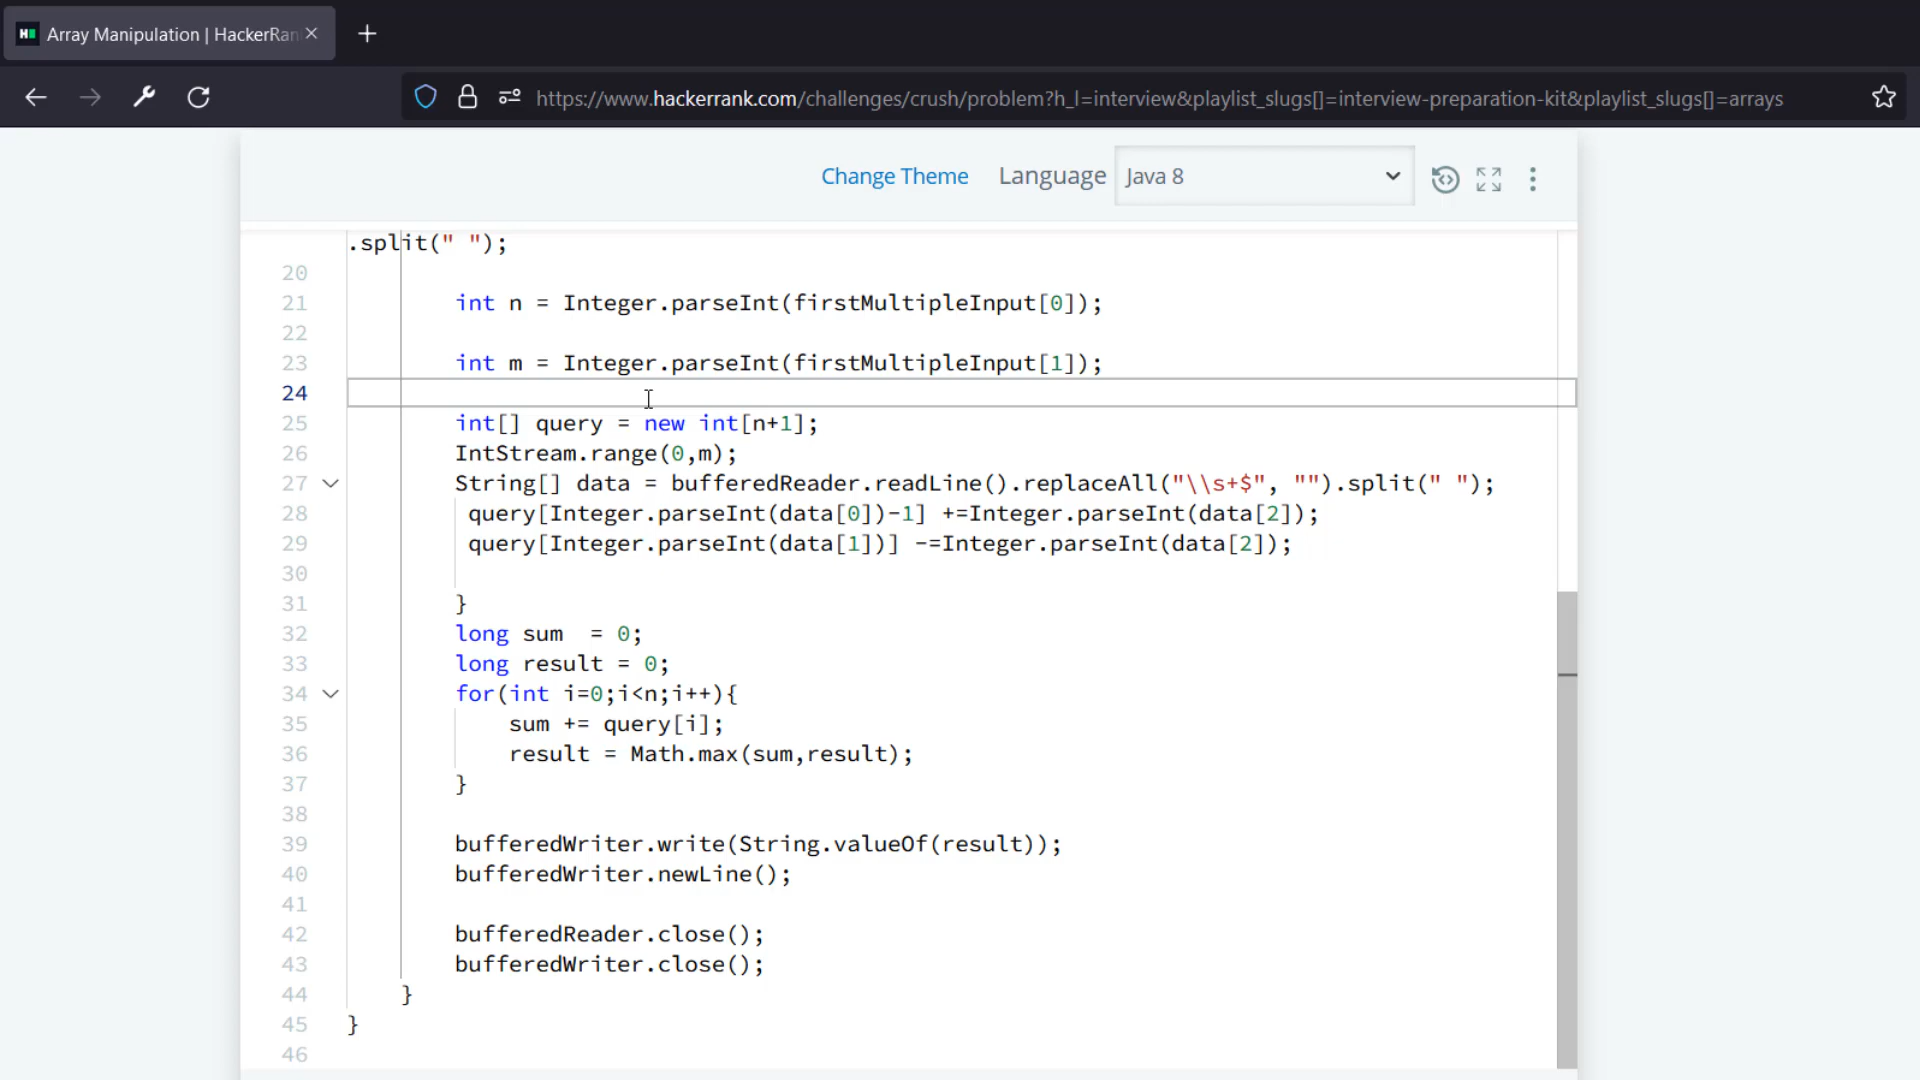 Array Manipulation | HackerRan
https://www.hackerrank.com/challenges/crush/problem?h_l=interview&playlist_slugs[]=interview-preparation-kit&playlist_slugs[]=arrays
Change Theme Language Java 8
.split(" ");
20
21 int n = Integer.parseInt(firstMultipleInput[0]);
22
23 int m = Integer.parseInt(firstMultipleInput[1]);
24
25 int[] query = new int[n+1];
26 IntStream.range(0,m);
27 String[] data = bufferedReader.readLine().replaceAll("\\s+$", "").split(" ");
28 query[Integer.parseInt(data[0])-1] +=Integer.parseInt(data[2]);
29 query[Integer.parseInt(data[1])] -=Integer.parseInt(data[2]);
30
31 }
32 long sum  = 0;
33 long result = 0;
34 for(int i=0;i<n;i++){
35 sum += query[i];
36 result = Math.max(sum,result);
37 }
38
39 bufferedWriter.write(String.valueOf(result));
40 bufferedWriter.newLine();
41
42 bufferedReader.close();
43 bufferedWriter.close();
44 }
45 }
46